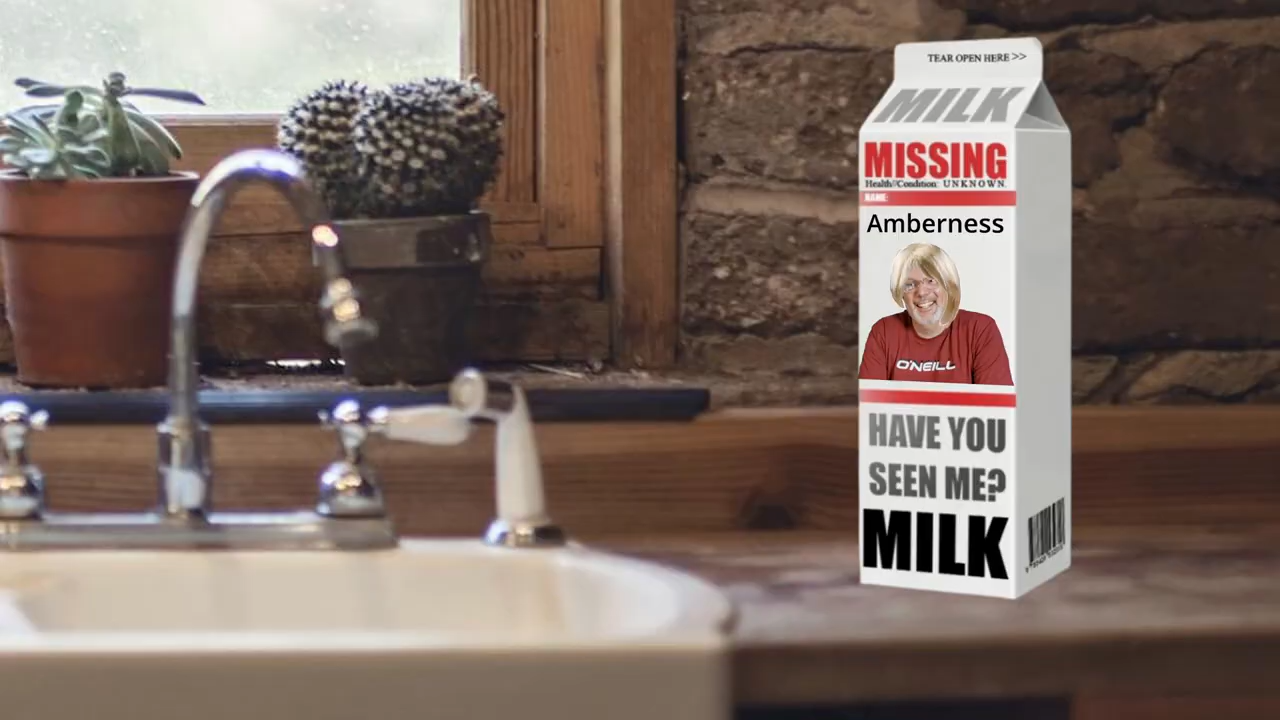 TEAR OPEN HERE >>
MILK
MISSING
Health//Condition: UNKNOWN.
NAME:
Amberness
O'NEILL
HAVE YOU
SEEN ME?
MILK